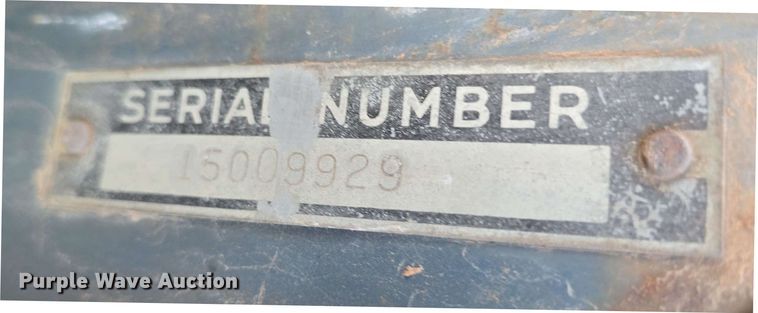 SERIAL NUMBER
15009929
Purple Wave Auction